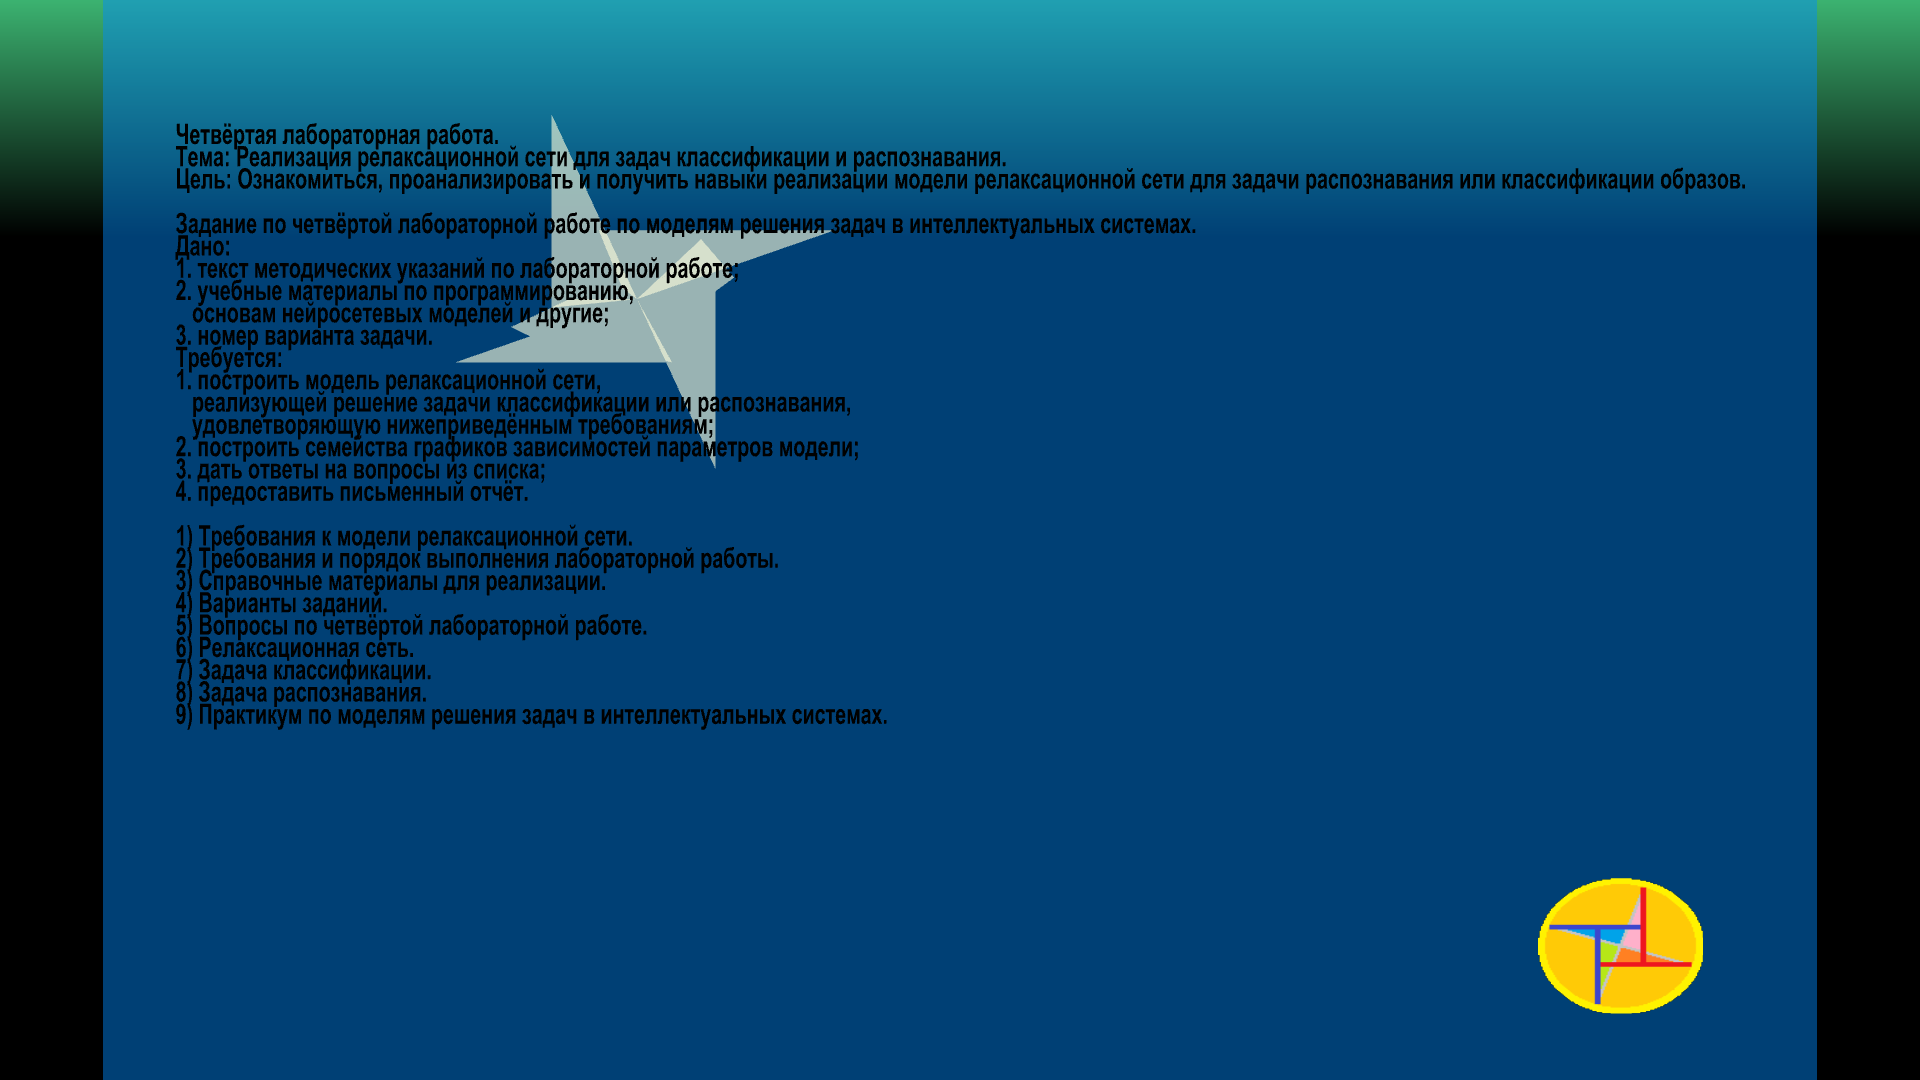 Четвёртая лабораторная работа.
Тема: Реализация релаксационной сети для задач классификации и распознавания.
Цель: Ознакомиться, проанализировать и получить навыки реализации модели релаксационной сети для задачи распознавания или классификации образов.
Задание по четвёртой лабораторной работе по моделям решения задач в интеллектуальных системах.
Дано:
1. текст методических указаний по лабораторной работе;
2. учебные материалы по программированию,
основам нейросетевых моделей и другие;
3. номер варианта задачи.
Требуется:
1. построить модель релаксационной сети,
реализующей решение задачи классификации или распознавания,
удовлетворяющую нижеприведённым требованиям;
2. построить семейства графиков зависимостей параметров модели;
3. дать ответы на вопросы из списка;
4. предоставить письменный отчёт.
1) Требования к модели релаксационной сети.
2) Требования и порядок выполнения лабораторной работы.
3) Справочные материалы для реализации.
4) Варианты заданий.
5) Вопросы по четвёртой лабораторной работе.
6) Релаксационная сеть.
7) Задача классификации.
8) Задача распознавания.
9) Практикум по моделям решения задач в интеллектуальных системах.